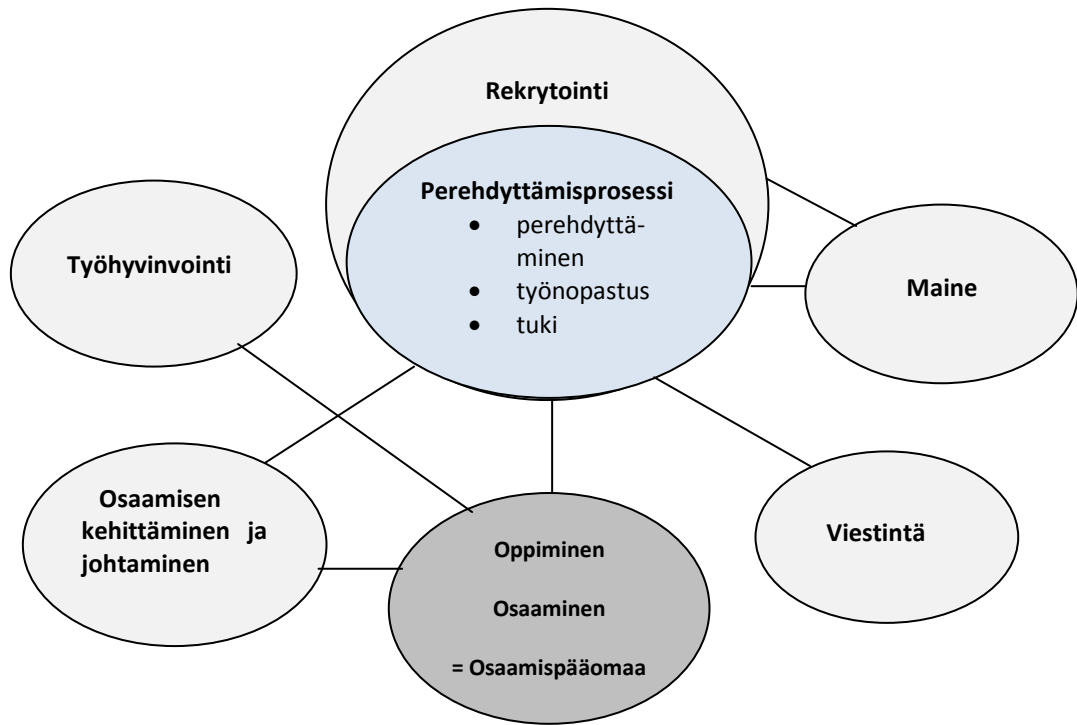 Rekrytointi
Perehdyttämisprosessi
• perehdyttä-
minen
• työnopastus
• tuki
Työhyvinvointi
Maine
Osaamisen
kehittäminen ja
johtaminen
Oppiminen
Osaaminen
= Osaamispääomaa
Viestintä